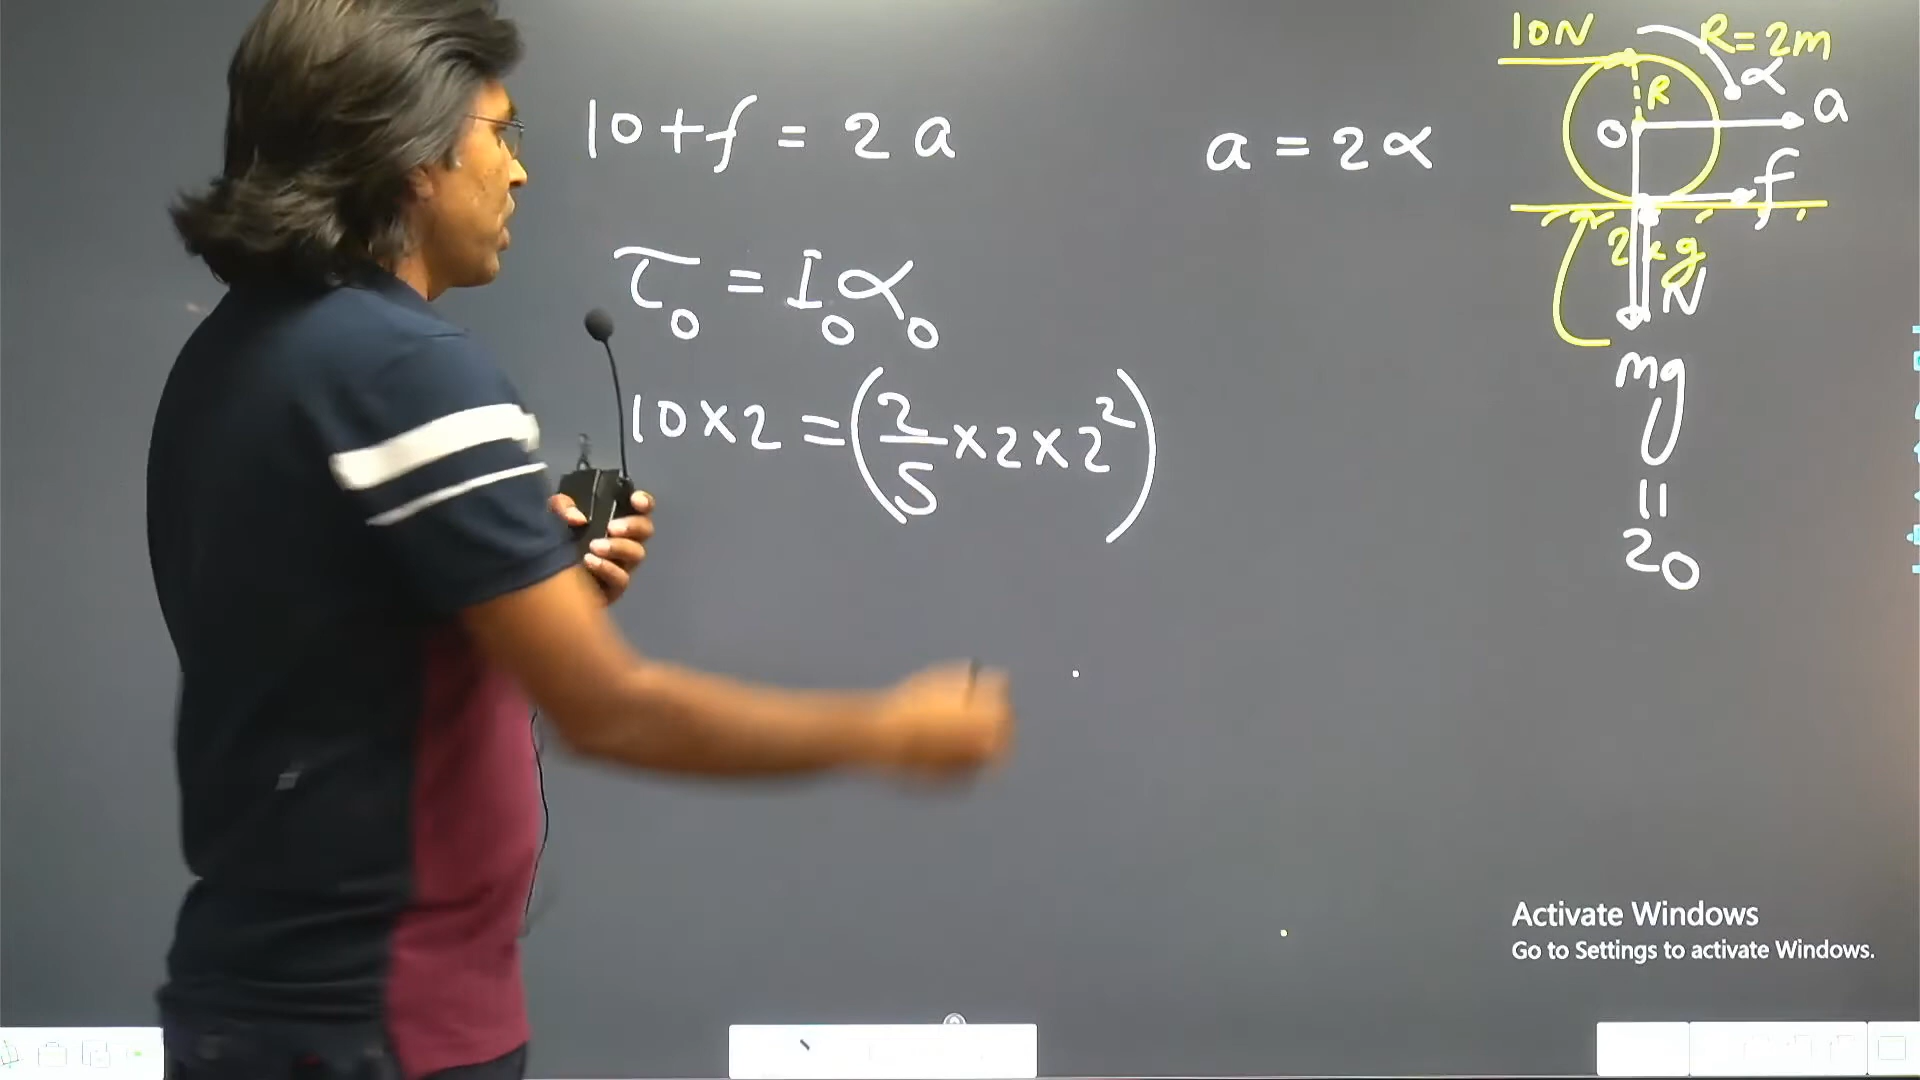 10 + f = 2 a
τ₀ = I₀ α₀
10 × 2 = (2/5 × 2 × 2²)
a = 2 α
10N
R = 2m
α
R
a
O
f
2kg
N
mg
||
20
Activate Windows
Go to Settings to activate Windows.